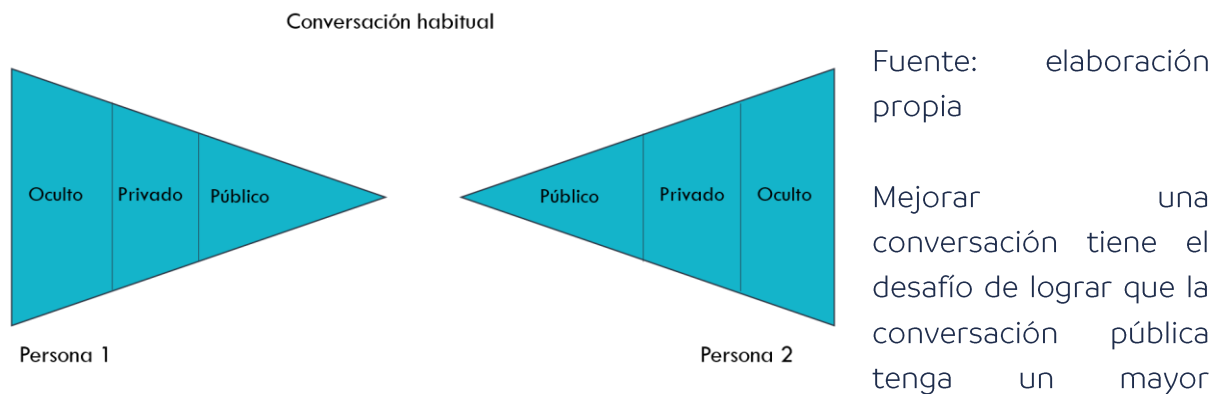 Conversación habitual
Oculto Privado Público
Público Privado Oculto
Persona 1
Persona 2
Fuente: elaboración
propia
Mejorar una
conversación tiene el
desafío de lograr que la
conversación pública
tenga un mayor